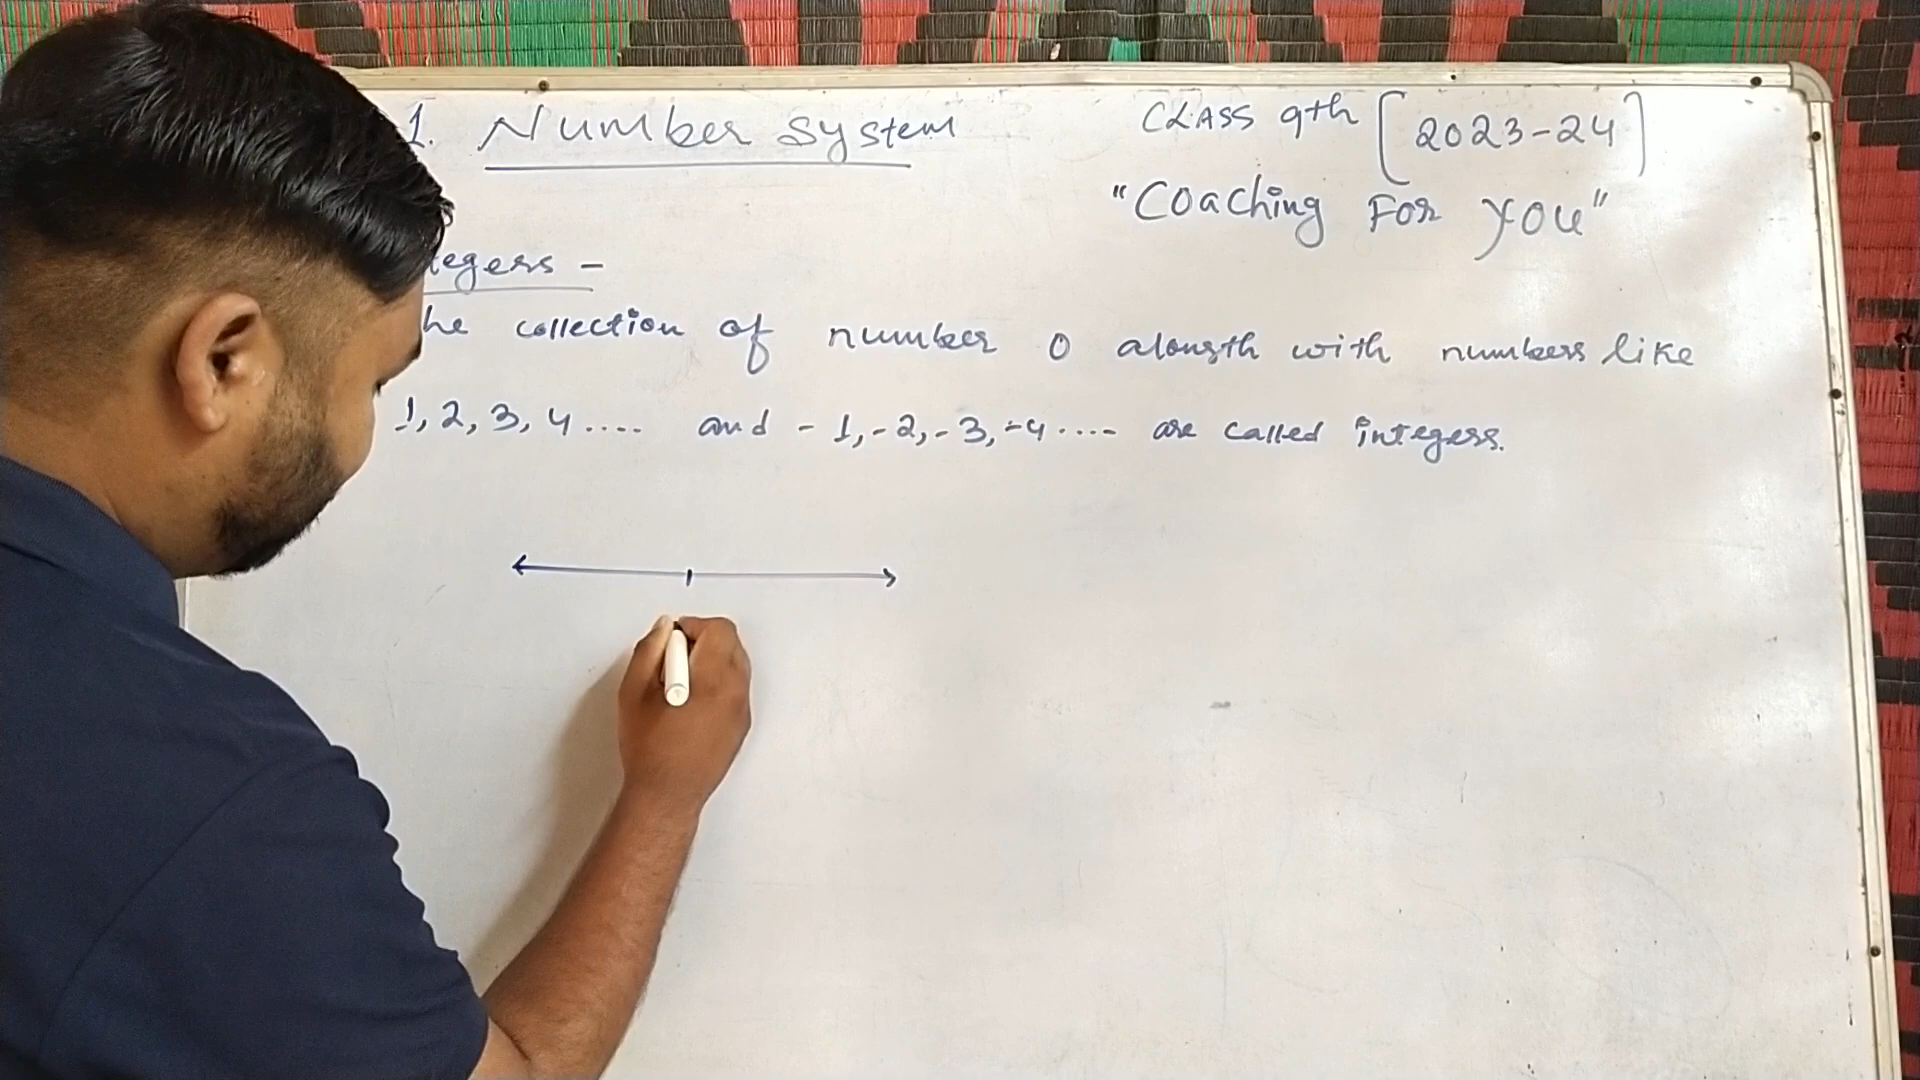 1. Number System
CLASS 9th [2023-24]
"Coaching For you"
tegers -
he collection of number 0 alongth with numbers like
1, 2, 3, 4 .... and -1, -2, -3, -4 .... are called integers.